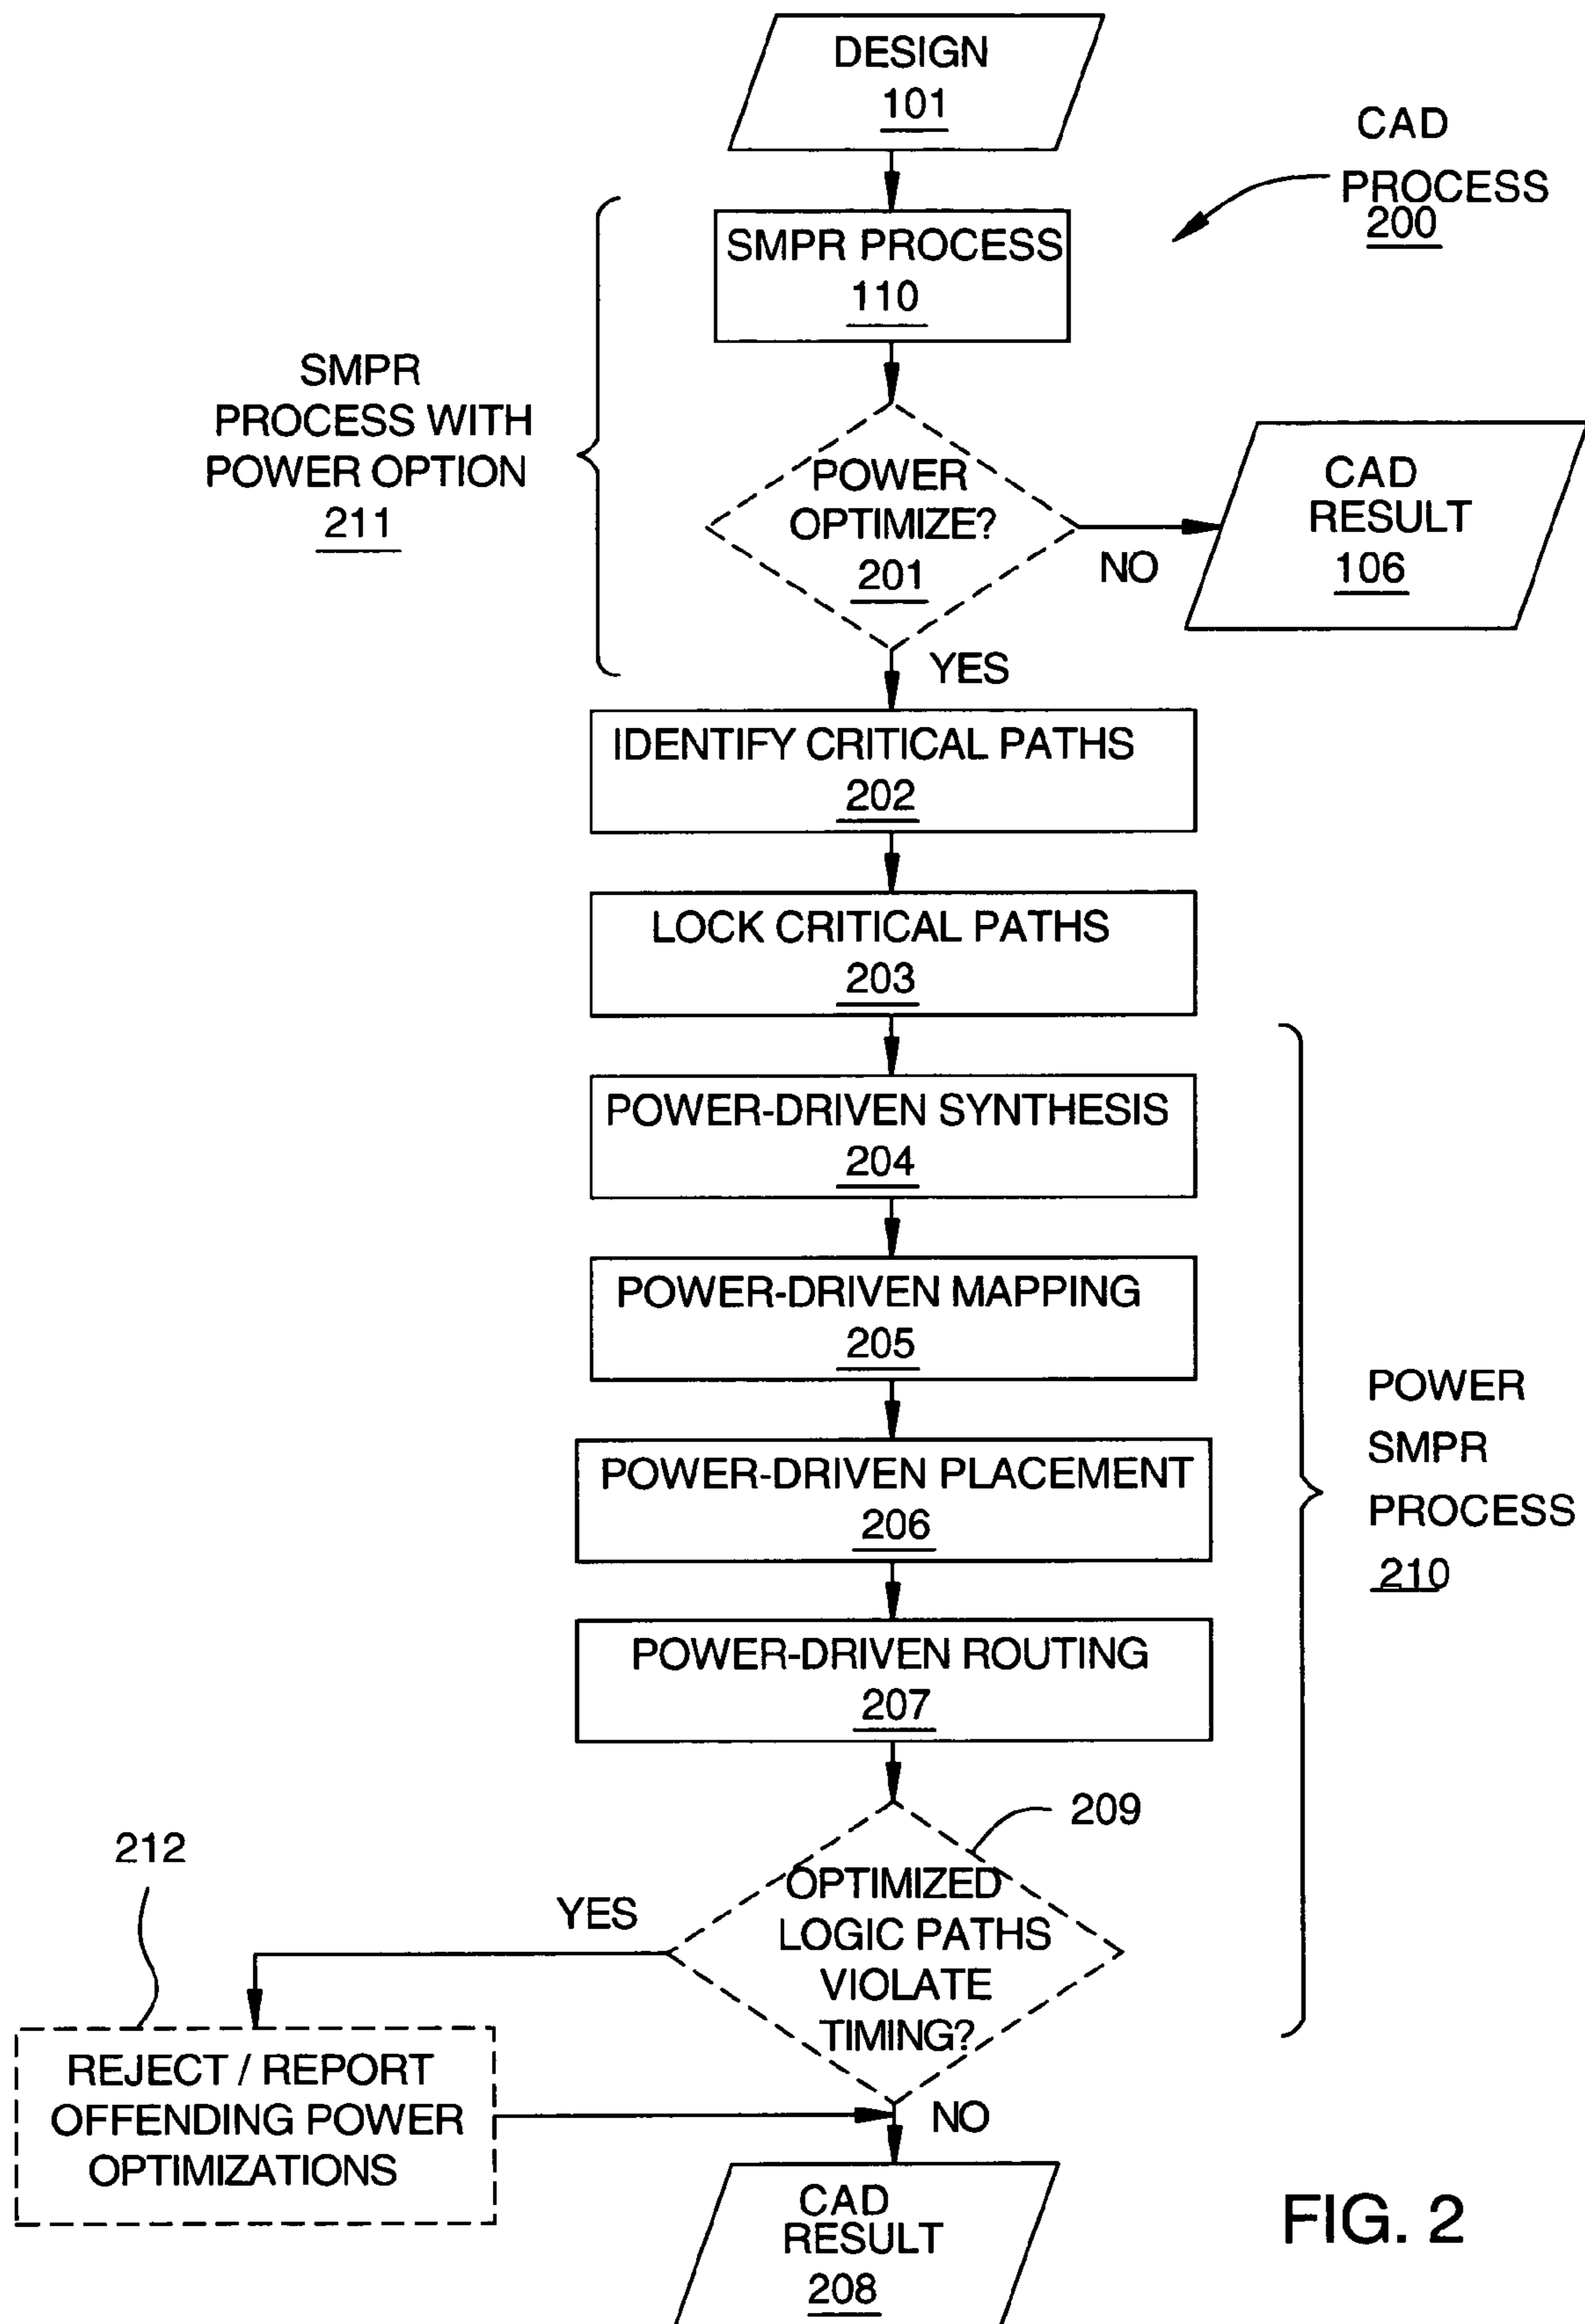 DESIGN
101
CAD
PROCESS
200
SMPR PROCESS
110
SMPR
PROCESS WITH
POWER OPTION
211
POWER
OPTIMIZE?
201
NO
CAD
RESULT
106
YES
IDENTIFY CRITICAL PATHS
202
LOCK CRITICAL PATHS
203
POWER-DRIVEN SYNTHESIS
204
POWER-DRIVEN MAPPING
205
POWER-DRIVEN PLACEMENT
206
POWER-DRIVEN ROUTING
207
POWER
SMPR
PROCESS
210
209
OPTIMIZED
LOGIC PATHS
VIOLATE
TIMING?
YES
212
REJECT / REPORT
OFFENDING POWER
OPTIMIZATIONS
NO
CAD
RESULT
208
FIG. 2